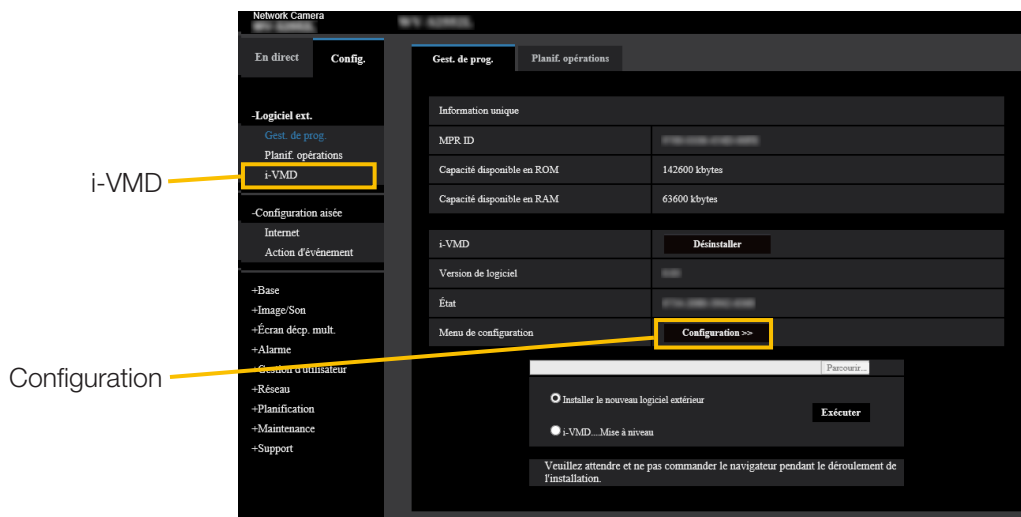 Network Camera
En direct Config.
Gest. de prog. Planif. opérations
-Logiciel ext.
Gest. de prog.
Planif. opérations
i-VMD
i-VMD
-Configuration aisée
Internet
Action d'événement
+Base
+Image/Son
+Écran décp. mult.
+Alarme
+Gestion d'utilisateur
+Réseau
+Planification
+Maintenance
+Support
Configuration
Information unique
MPR ID
Capacité disponible en ROM 142600 kbytes
Capacité disponible en RAM 63600 kbytes
i-VMD Désinstaller
Version de logiciel
État
Menu de configuration Configuration >>
Parcourir...
Installer le nouveau logiciel extérieur
Exécuter
i-VMD....Mise à niveau
Veuillez attendre et ne pas commander le navigateur pendant le déroulement de
l'installation.